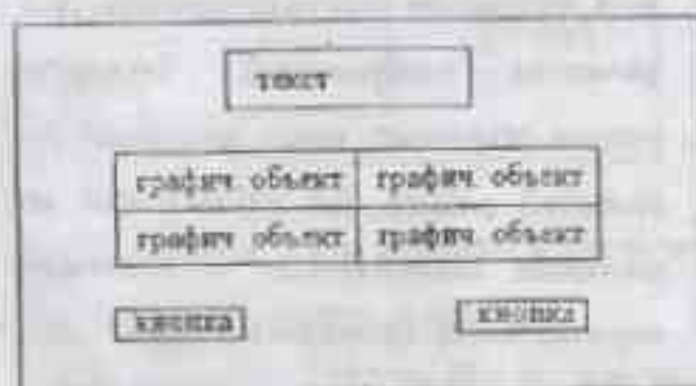 текст
графич. объект графич. объект
графич. объект графич. объект
кнопка кнопка